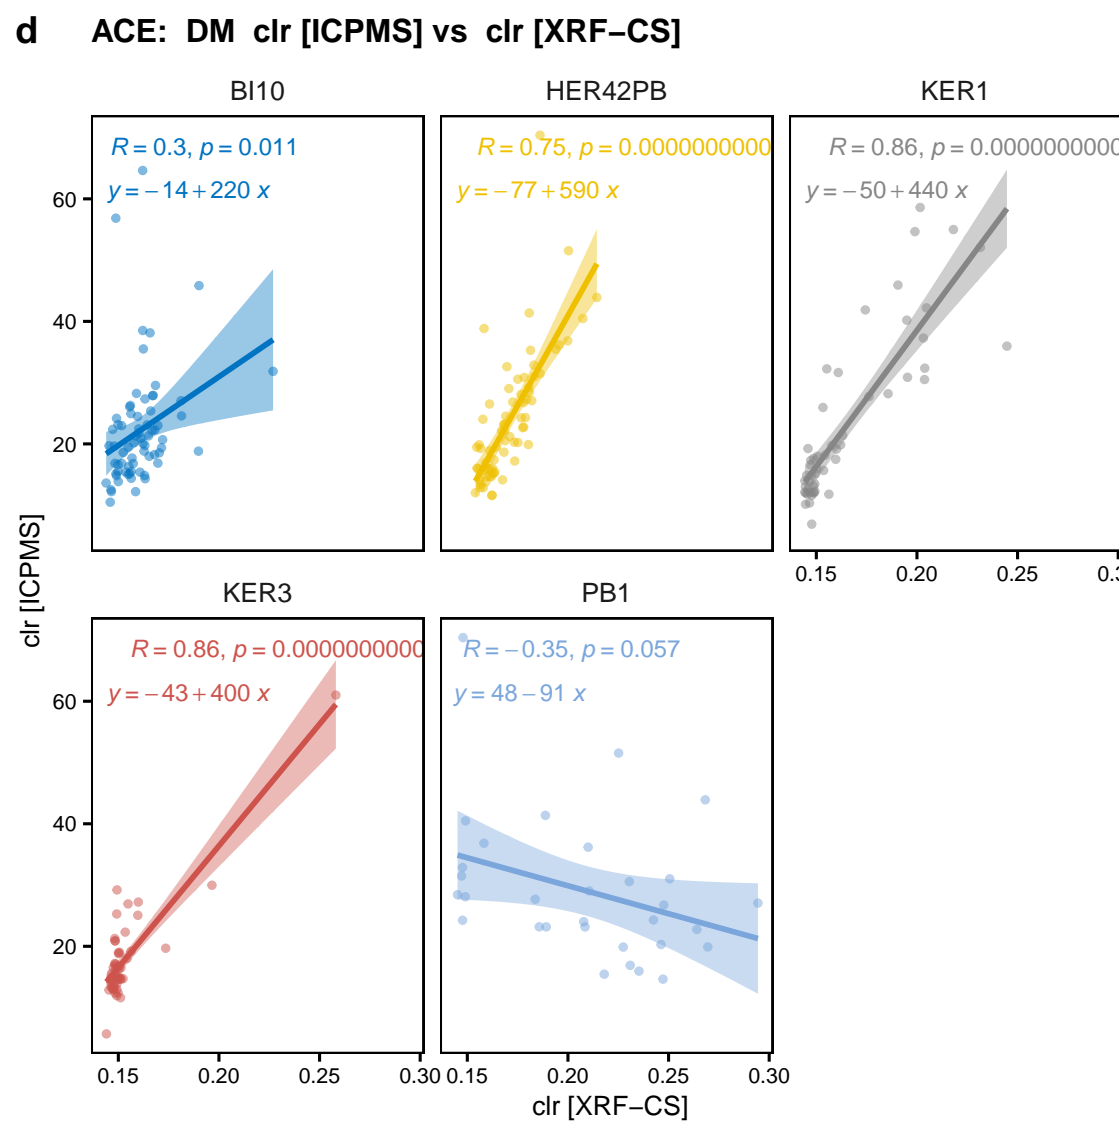 d ACE: DM clr [ICPMS] vs clr [XRF−CS]
BI10 HER42PB KER1
R = 0.3, p = 0.011
R = 0.75, p = 0.0000000000
R = 0.86, p = 0.0000000000
y = −14 + 220 x
y = −77 + 590 x
y = −50 + 440 x
60
40
20
0.15 0.20 0.25
clr [ICPMS]
KER3 PB1
R = 0.86, p = 0.0000000000
R = −0.35, p = 0.057
y = −43 + 400 x
y = 48 − 91 x
60
40
20
0.15 0.20 0.25 0.30 0.15 0.20 0.25 0.30
clr [XRF−CS]